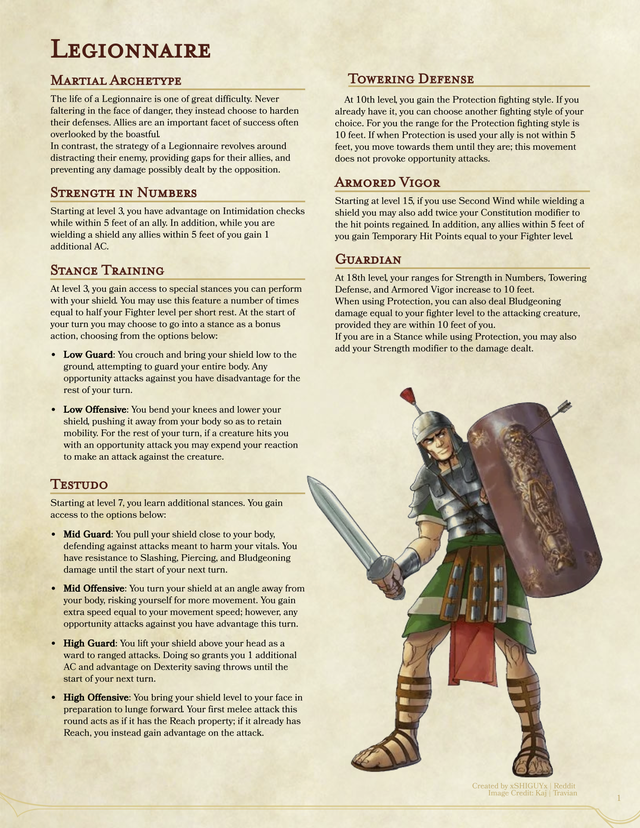 Legionnaire
Martial Archetype
The life of a Legionnaire is one of great difficulty. Never
faltering in the face of danger, they instead choose to harden
their defenses. Allies are an important facet of success often
overlooked by the boastful.
In contrast, the strategy of a Legionnaire revolves around
distracting their enemy, providing gaps for their allies, and
preventing any damage possibly dealt by the opposition.
Strength in Numbers
Starting at level 3, you have advantage on Intimidation checks
while within 5 feet of an ally. In addition, while you are
wielding a shield any allies within 5 feet of you gain 1
additional AC.
Stance Training
At level 3, you gain access to special stances you can perform
with your shield. You may use this feature a number of times
equal to half your Fighter level per short rest. At the start of
your turn you may choose to go into a stance as a bonus
action, choosing from the options below:
• Low Guard: You crouch and bring your shield low to the
ground, attempting to guard your entire body. Any
opportunity attacks against you have disadvantage for the
rest of your turn.
• Low Offensive: You bend your knees and lower your
shield, pushing it away from your body so as to retain
mobility. For the rest of your turn, if a creature hits you
with an opportunity attack you may expend your reaction
to make an attack against the creature.
Testudo
Starting at level 7, you learn additional stances. You gain
access to the options below:
• Mid Guard: You pull your shield close to your body,
defending against attacks meant to harm your vitals. You
have resistance to Slashing, Piercing, and Bludgeoning
damage until the start of your next turn.
• Mid Offensive: You turn your shield at an angle away from
your body, risking yourself for more movement. You gain
extra speed equal to your movement speed; however, any
opportunity attacks against you have advantage this turn.
• High Guard: You lift your shield above your head as a
ward to ranged attacks. Doing so grants you 1 additional
AC and advantage on Dexterity saving throws until the
start of your next turn.
• High Offensive: You bring your shield level to your face in
preparation to lunge forward. Your first melee attack this
round acts as if it has the Reach property; if it already has
Reach, you instead gain advantage on the attack.
Towering Defense
At 10th level, you gain the Protection fighting style. If you
already have it, you can choose another fighting style of your
choice. For you the range for the Protection fighting style is
10 feet. If when Protection is used your ally is not within 5
feet, you move towards them until they are; this movement
does not provoke opportunity attacks.
Armored Vigor
Starting at level 15, if you use Second Wind while wielding a
shield you may also add twice your Constitution modifier to
the hit points regained. In addition, any allies within 5 feet of
you gain Temporary Hit Points equal to your Fighter level.
Guardian
At 18th level, your ranges for Strength in Numbers, Towering
Defense, and Armored Vigor increase to 10 feet.
When using Protection, you can also deal Bludgeoning
damage equal to your fighter level to the attacking creature,
provided they are within 10 feet of you.
If you are in a Stance while using Protection, you may also
add your Strength modifier to the damage dealt.
Created by xSHIGUYx | Reddit
Image Credit: Kaj | Travian
1